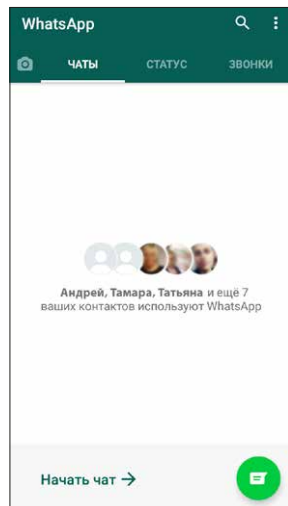 WhatsApp
ЧАТЫ СТАТУС ЗВОНКИ
Андрей, Тамара, Татьяна и ещё 7
ваших контактов используют WhatsApp
Начать чат →